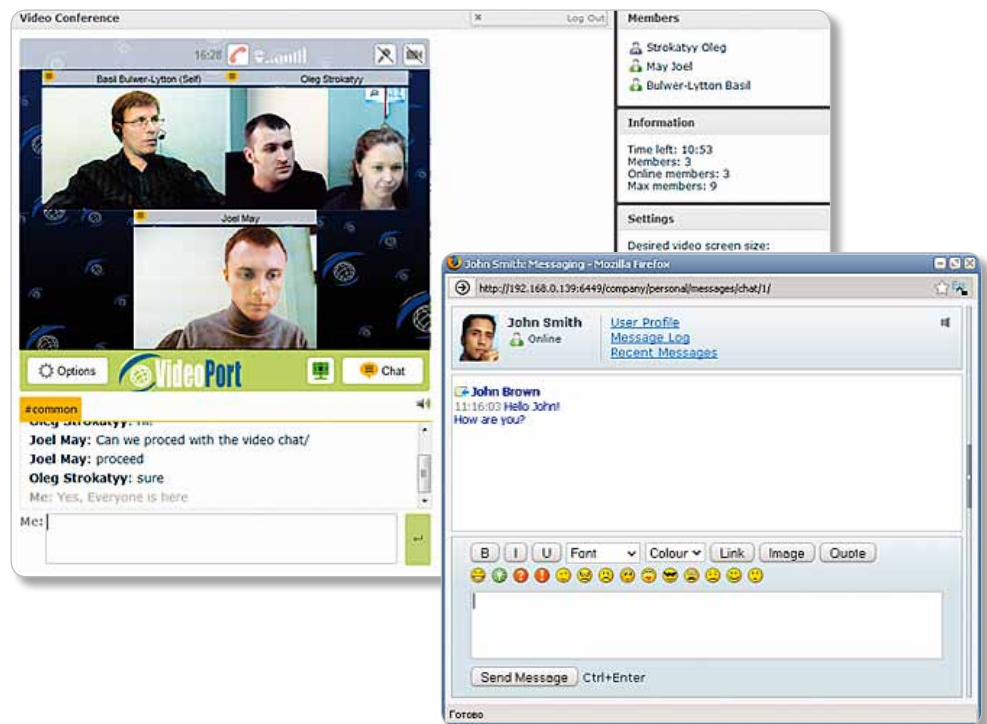 Video Conference
Log Out
16:28
Basil Bulwer-Lytton (Self)
Oleg Strokatyy
Joel May
Options
VideoPort
Chat
#common
Oleg Strokatyy: hi!
Joel May: Can we proced with the video chat/
Joel May: proceed
Oleg Strokatyy: sure
Me: Yes, Everyone is here
Me:
Members
Strokatyy Oleg
May Joel
Bulwer-Lytton Basil
Information
Time left: 10:53
Members: 3
Online members: 3
Max members: 9
Settings
Desired video screen size:
John Smith: Messaging - Mozilla Firefox
http://192.168.0.139:6449/company/personal/messages/chat/1/
John Smith
Online
User Profile
Message Log
Recent Messages
John Brown
11:16:03 Hello John!
How are you?
B I U Font Colour Link Image Quote
Send Message Ctrl+Enter
Готово